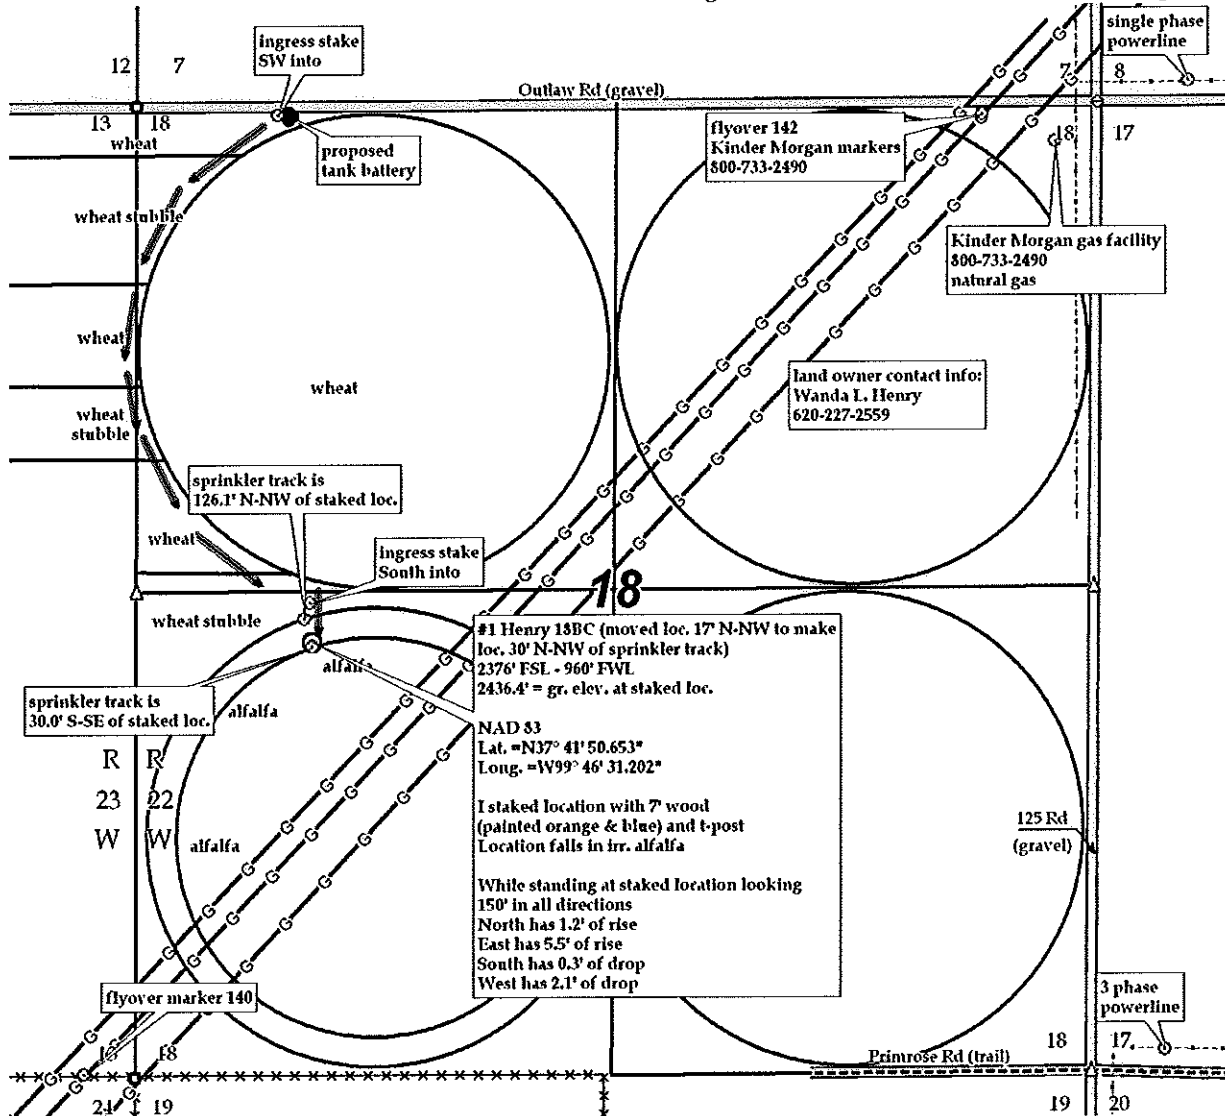 ingress stake
SW into
single phase
powerline
12 7
7 8
Outlaw Rd (gravel)
13 18
18 17
wheat
proposed
tank battery
flyover 142
Kinder Morgan markers
800-733-2490
wheat stubble
Kinder Morgan gas facility
800-733-2490
natural gas
wheat
wheat
land owner contact info:
Wanda L. Henry
620-227-2559
wheat
stubble
sprinkler track is
126.1' N-NW of staked loc.
wheat
ingress stake
South into
18
wheat stubble
#1 Henry 18BC (moved loc. 17' N-NW to make
loc. 30' N-NW of sprinkler track)
2376' FSL - 960' FWL
2436.4' = gr. elev. at staked loc.
alfalfa
sprinkler track is
30.0' S-SE of staked loc.
alfalfa
NAD 83
Lat. =N37° 41' 50.653"
Long. =W99° 46' 31.202"
R R
23 22
W W
I staked location with 7' wood
(painted orange & blue) and t-post
Location falls in irr. alfalfa
125 Rd
(gravel)
alfalfa
While standing at staked location looking
150' in all directions
North has 1.2' of rise
East has 5.5' of rise
South has 0.3' of drop
West has 2.1' of drop
flyover marker 140
3 phase
powerline
18
18 17
Primrose Rd (trail)
24 19
19 20